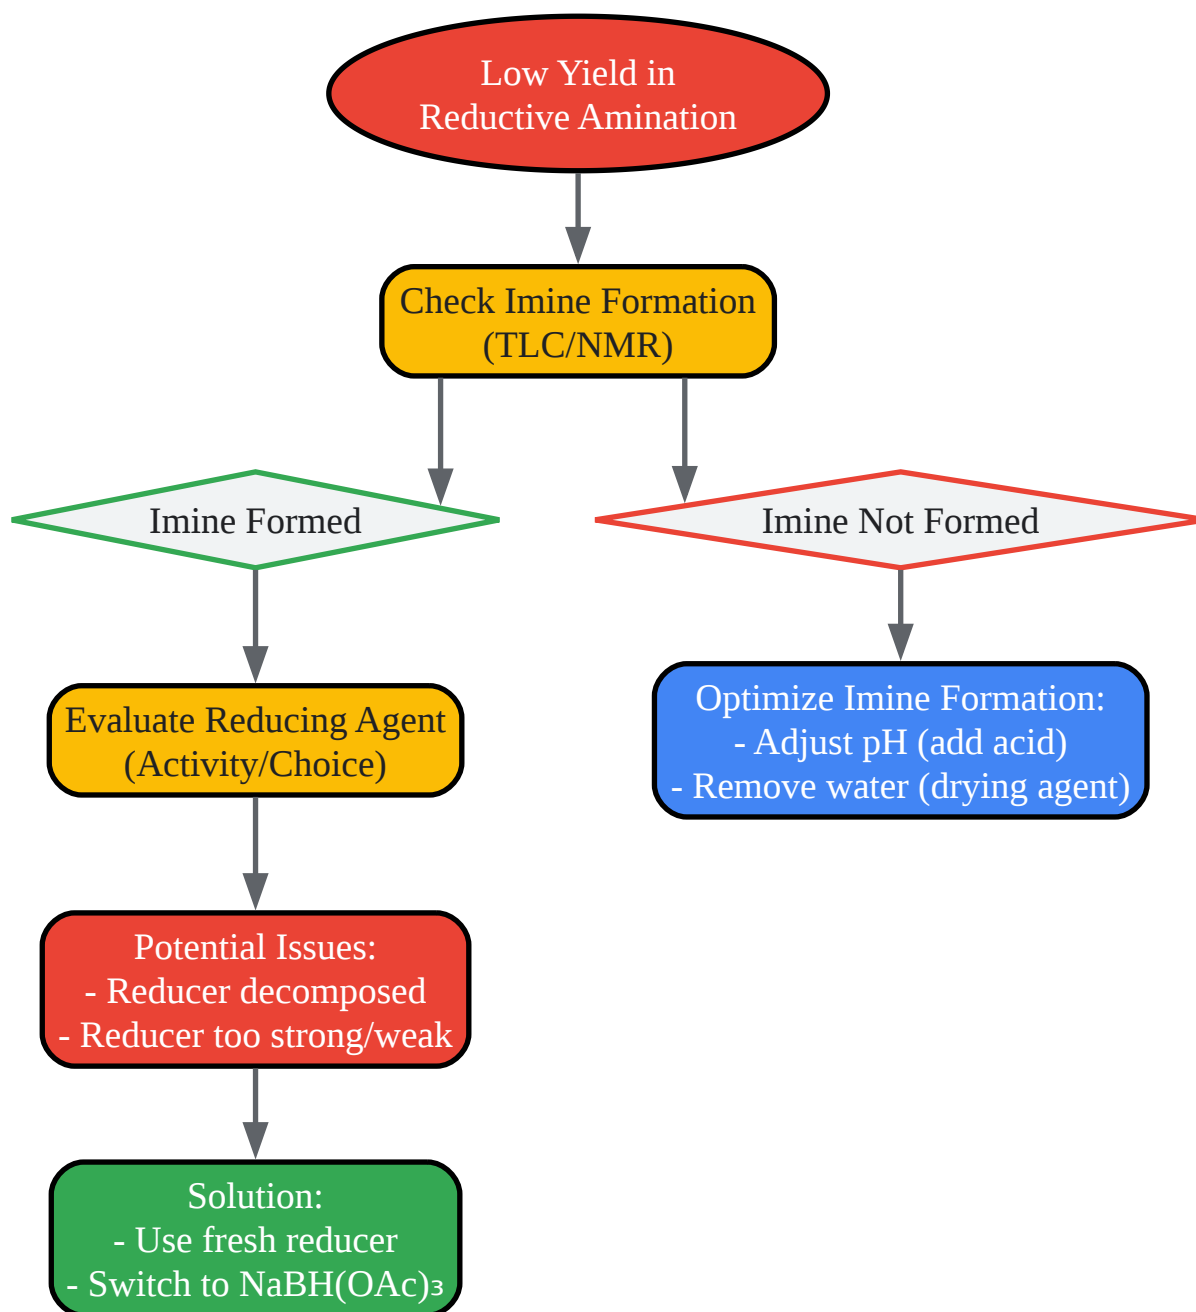 Low Yield in
Reductive Amination
Check Imine Formation
(TLC/NMR)
Imine Formed
Imine Not Formed
Evaluate Reducing Agent
(Activity/Choice)
Optimize Imine Formation:
- Adjust pH (add acid)
- Remove water (drying agent)
Potential Issues:
- Reducer decomposed
- Reducer too strong/weak
Solution:
- Use fresh reducer
- Switch to NaBH(OAc)₃